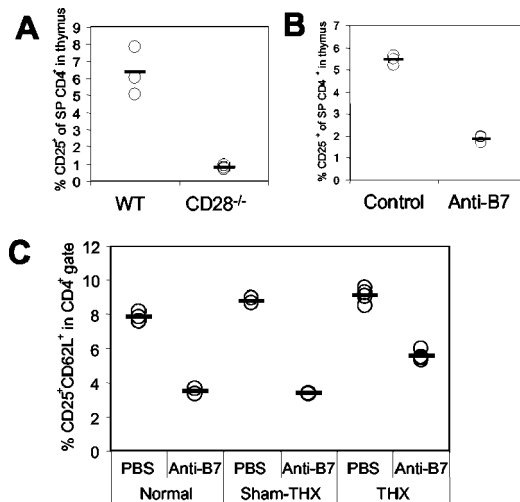 A
% CD25⁺ of SP CD4⁺ in thymus
9
8
7
6
5
4
3
2
1
0
WT CD28⁻/⁻
B
% CD25⁺ of SP CD4⁺ in thymus
7
6
5
4
3
2
1
0
Control Anti-B7
C
% CD25⁺CD62L⁺ in CD4⁺ gate
12
10
8
6
4
2
0
PBS Anti-B7 PBS Anti-B7 PBS Anti-B7
Normal Sham-THX THX